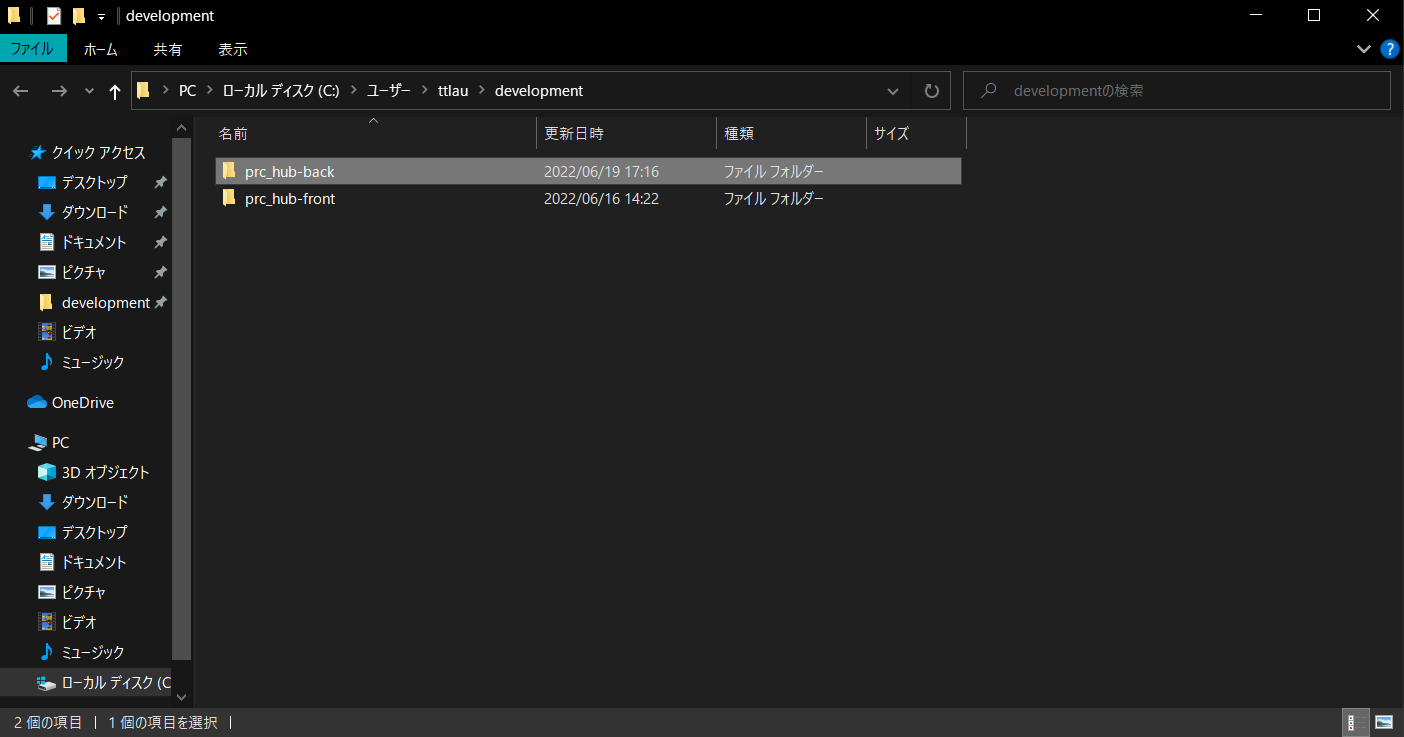 development
ファイル ホーム 共有 表示
PC ローカル ディスク (C:) ユーザー ttlau development
developmentの検索
名前 更新日時 種類 サイズ
prc_hub-back 2022/06/19 17:16 ファイル フォルダー
prc_hub-front 2022/06/16 14:22 ファイル フォルダー
クイック アクセス
デスクトップ
ダウンロード
ドキュメント
ピクチャ
development
ビデオ
ミュージック
OneDrive
PC
3D オブジェクト
ダウンロード
デスクトップ
ドキュメント
ピクチャ
ビデオ
ミュージック
ローカル ディスク (C
2 個の項目 1 個の項目を選択